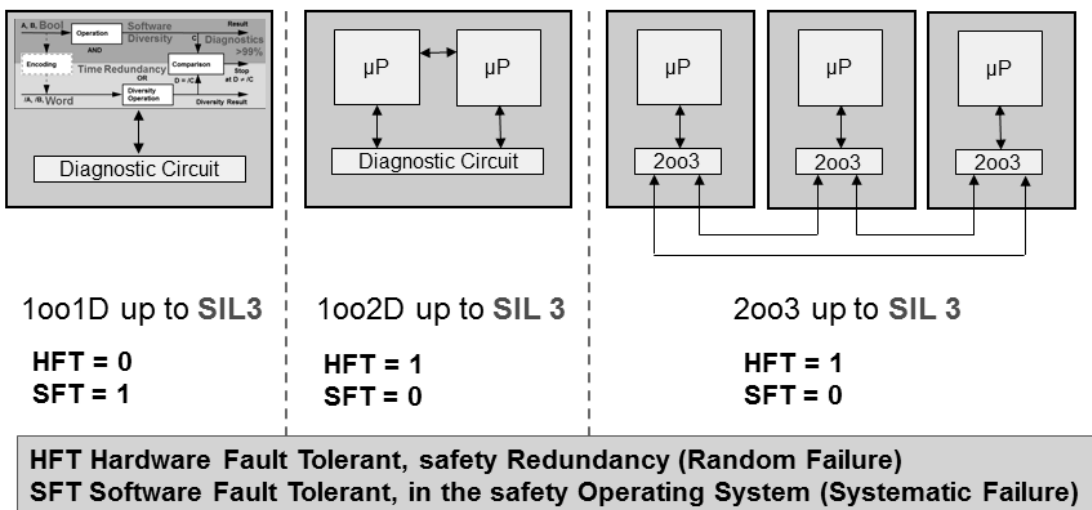 A, B, Bool
Operation
AND
Software
Diversity
Result
C
Diagnostics
>99%
Encoding
Time Redundancy
OR
D = /C
Comparison
Stop
at D ≠ /C
/A, /B, Word
Diversity
Operation
Diversity Result
Diagnostic Circuit
µP
µP
Diagnostic Circuit
µP
µP
µP
2oo3
2oo3
2oo3
1oo1D up to SIL3
HFT = 0
SFT = 1
1oo2D up to SIL 3
HFT = 1
SFT = 0
2oo3 up to SIL 3
HFT = 1
SFT = 0
HFT Hardware Fault Tolerant, safety Redundancy (Random Failure)
SFT Software Fault Tolerant, in the safety Operating System (Systematic Failure)